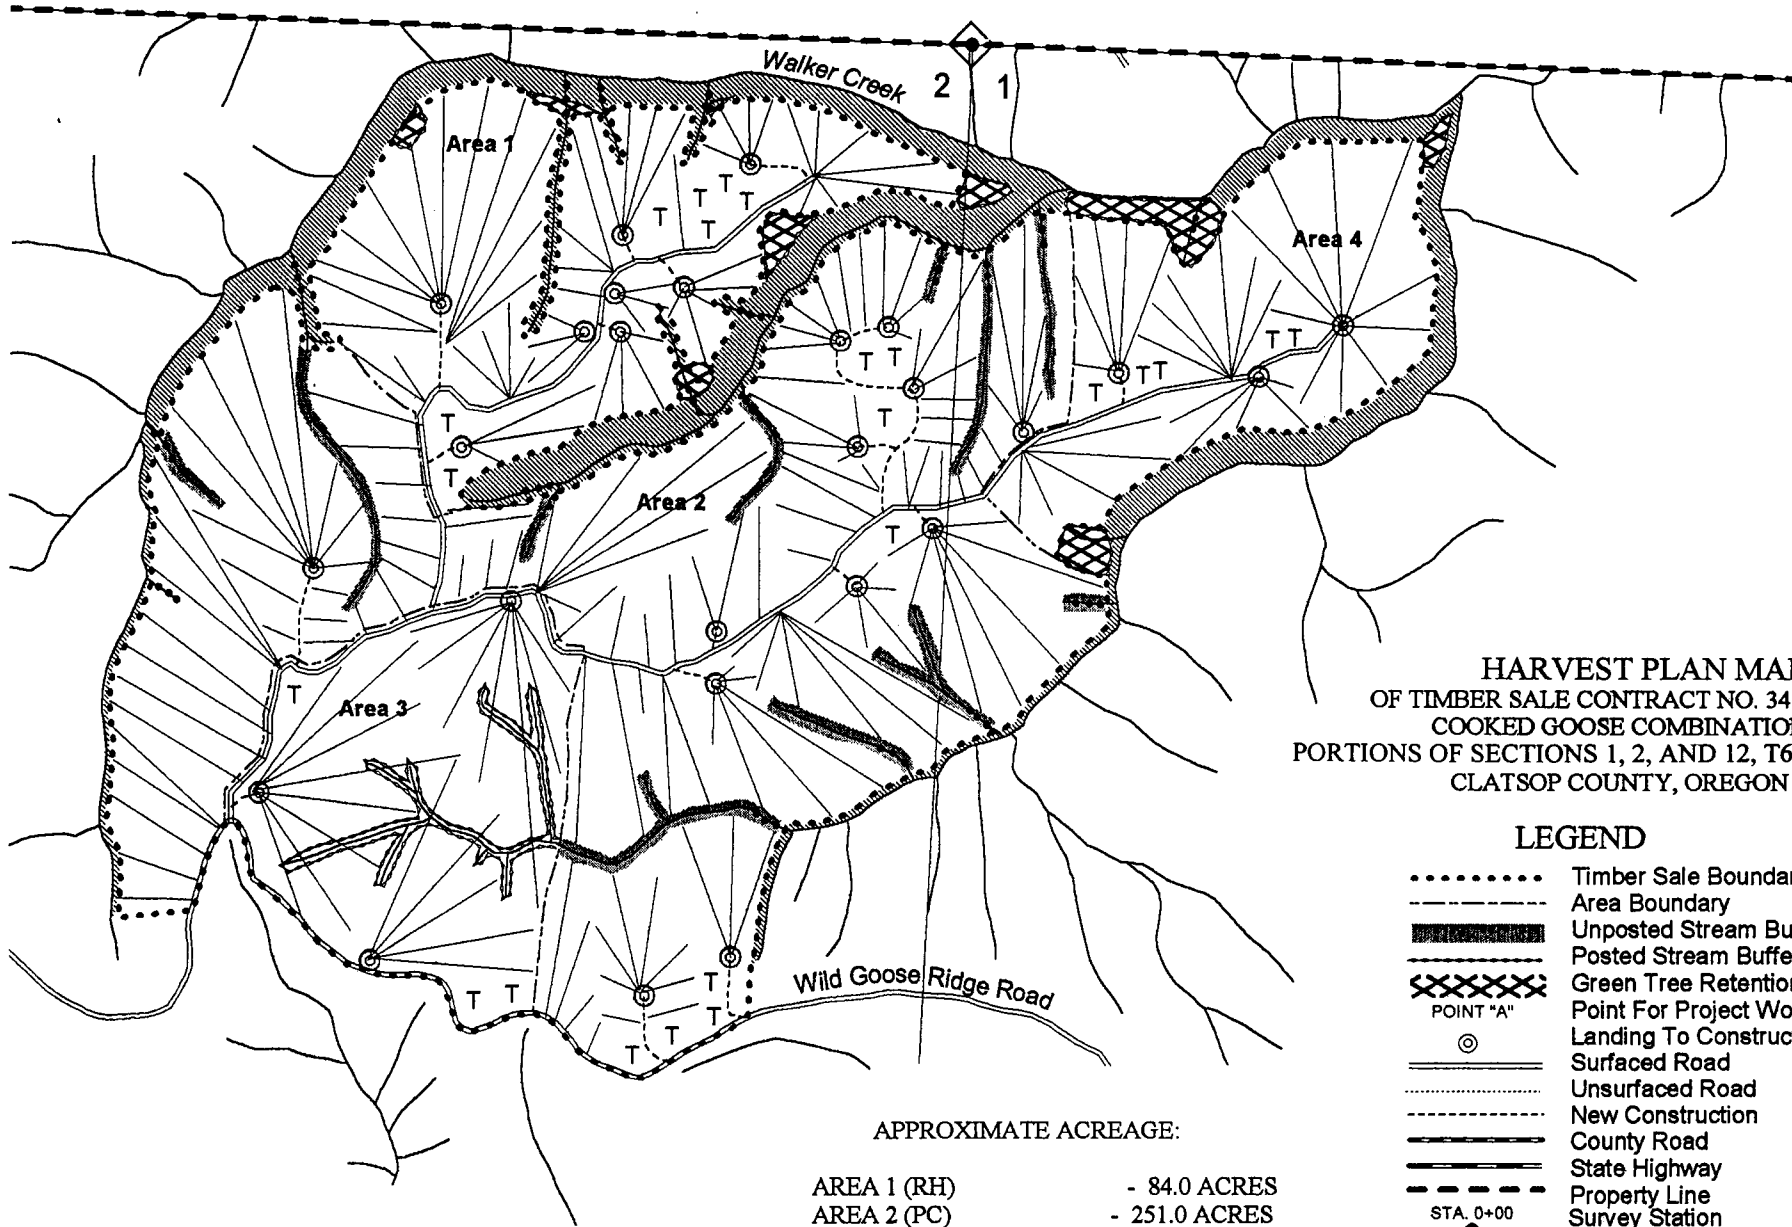 Walker Creek
2 1
Area 1
Area 4
T
T
T
T
T
T T
T
T T
T T
T
T
T
Area 2
T
T
Area 3
HARVEST PLAN MA
OF TIMBER SALE CONTRACT NO. 34
COOKED GOOSE COMBINATIO
PORTIONS OF SECTIONS 1, 2, AND 12, T6
CLATSOP COUNTY, OREGON
LEGEND
Timber Sale Boundar
Area Boundary
Unposted Stream Bu
Posted Stream Buffe
Green Tree Retention
POINT "A" Point For Project Wo
Landing To Construc
Surfaced Road
Unsurfaced Road
New Construction
County Road
State Highway
Property Line
STA. 0+00 Survey Station
Wild Goose Ridge Road
T T
T
T
T
T
APPROXIMATE ACREAGE:
AREA 1 (RH) - 84.0 ACRES
AREA 2 (PC) - 251.0 ACRES